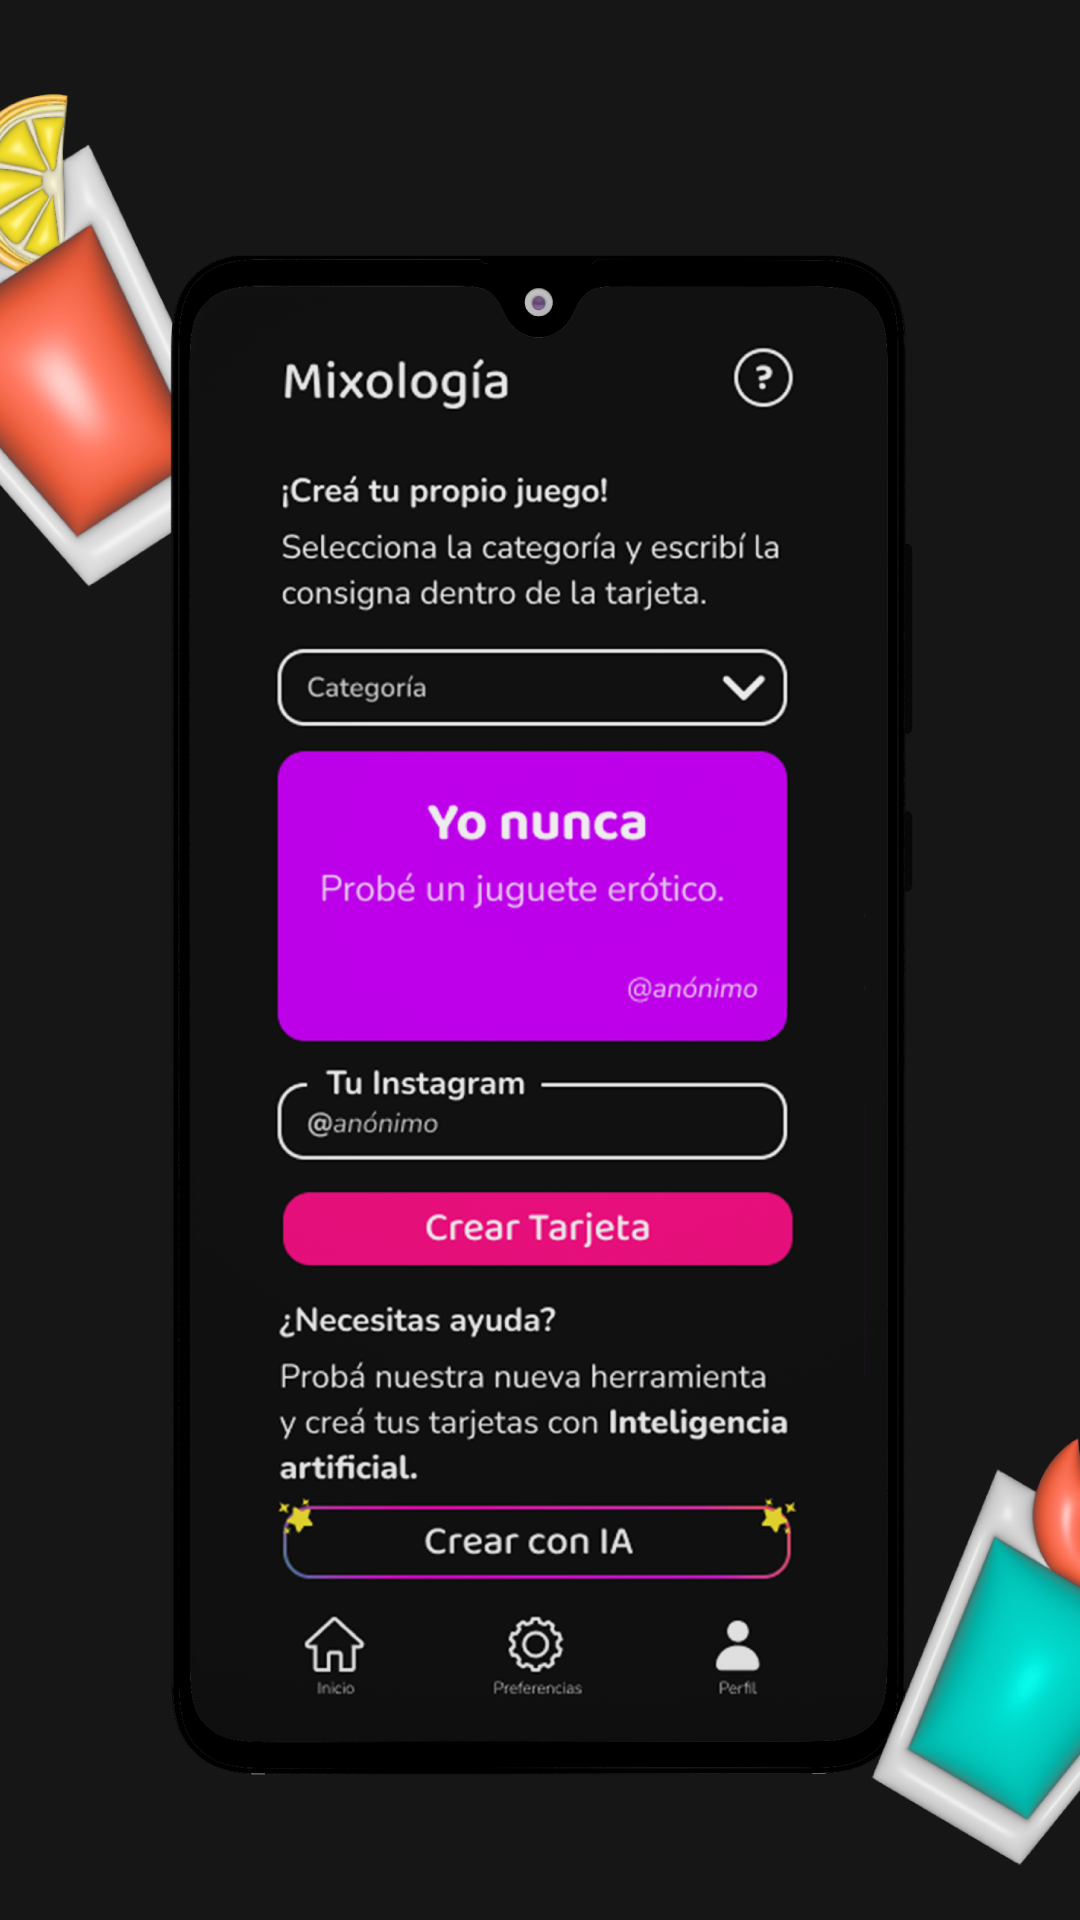 Mixología
?
¡Creá tu propio juego!
Selecciona la categoría y escribí la
consigna dentro de la tarjeta.
Categoría
Yo nunca
Probé un juguete erótico.
@anónimo
Tu Instagram
@anónimo
Crear Tarjeta
¿Necesitas ayuda?
Probá nuestra nueva herramienta
y creá tus tarjetas con Inteligencia
artificial.
Crear con IA
Inicio
Preferencias
Perfil